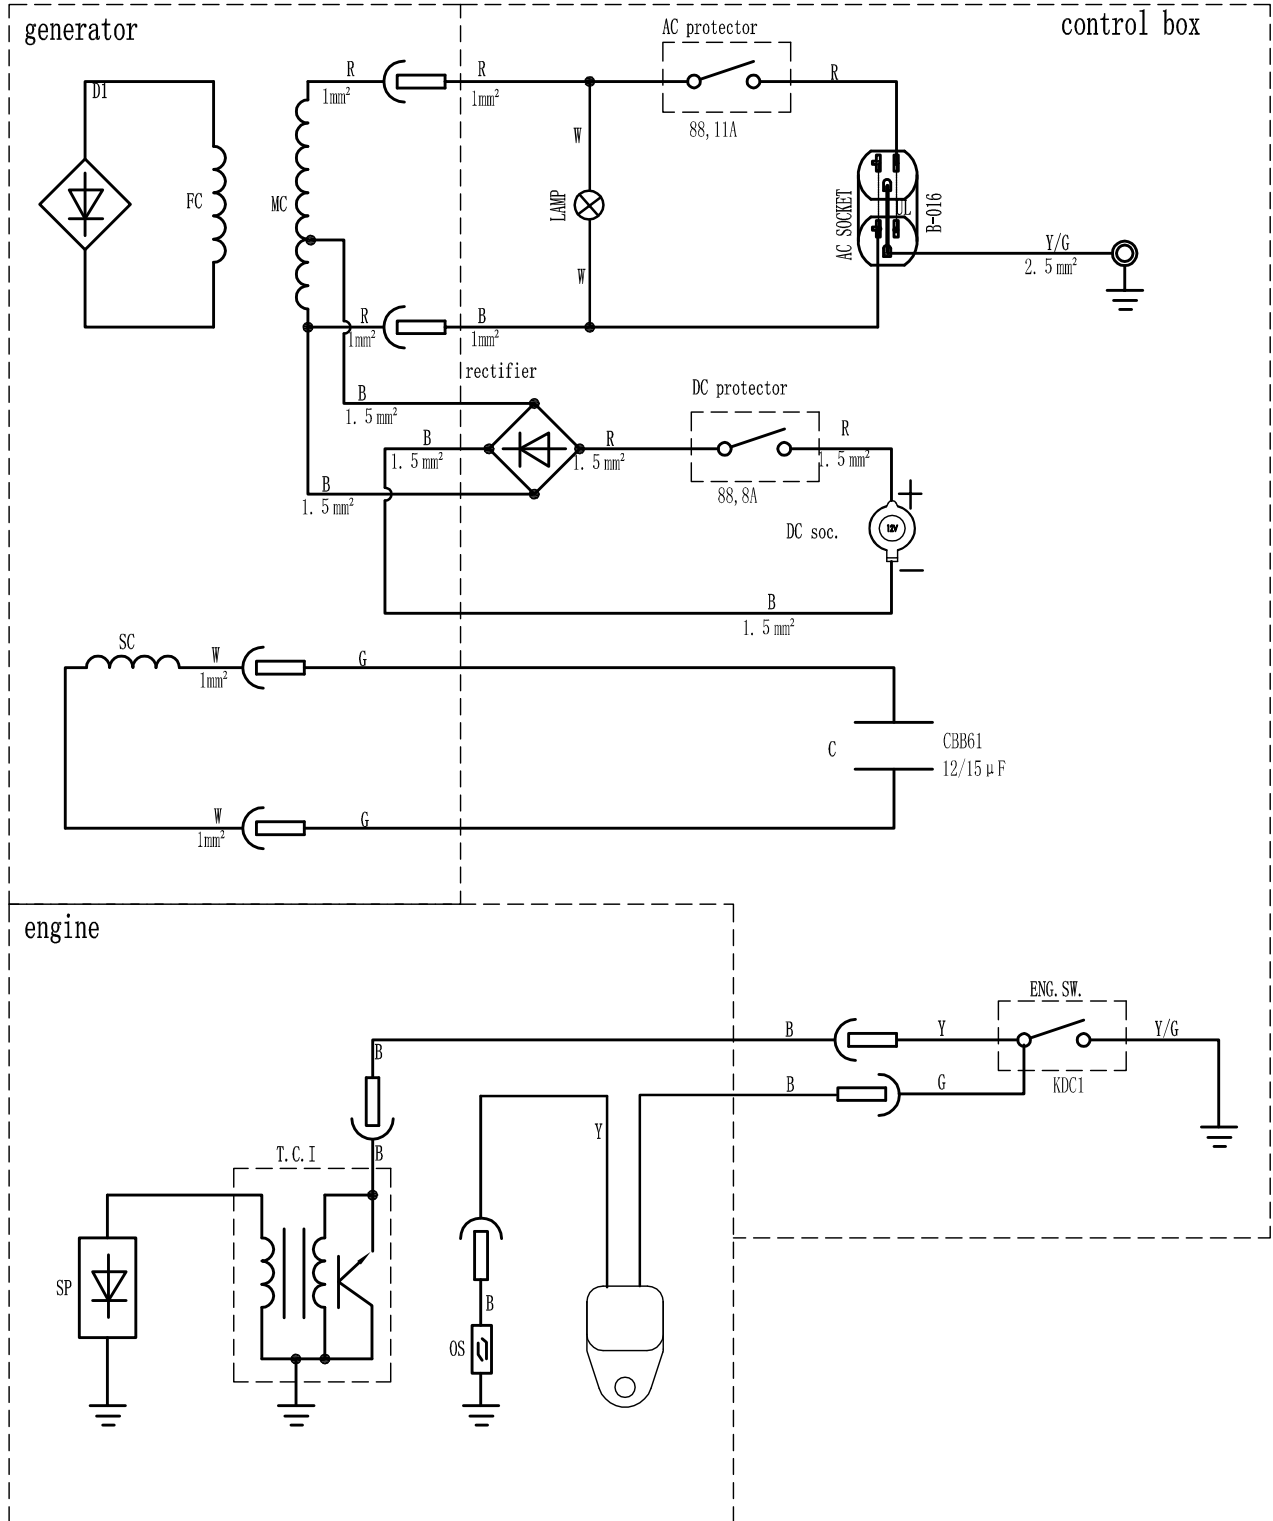 generator
control box
AC protector
D1
R
1mm²
R
1mm²
R
88,11A
W
LAMP
W
FC
MC
AC SOCKET
UL
B-016
Y/G
2.5mm²
R
1mm²
B
1mm²
rectifier
B
1.5mm²
DC protector
B
1.5mm²
R
1.5mm²
R
1.5mm²
88,8A
B
1.5mm²
+
12V
DC soc.
—
B
1.5mm²
SC
W
1mm²
G
C
CBB61
12/15μF
W
1mm²
G
engine
ENG.SW.
B
Y
Y/G
B
G
KDC1
B
Y
B
T.C.I
SP
B
OS